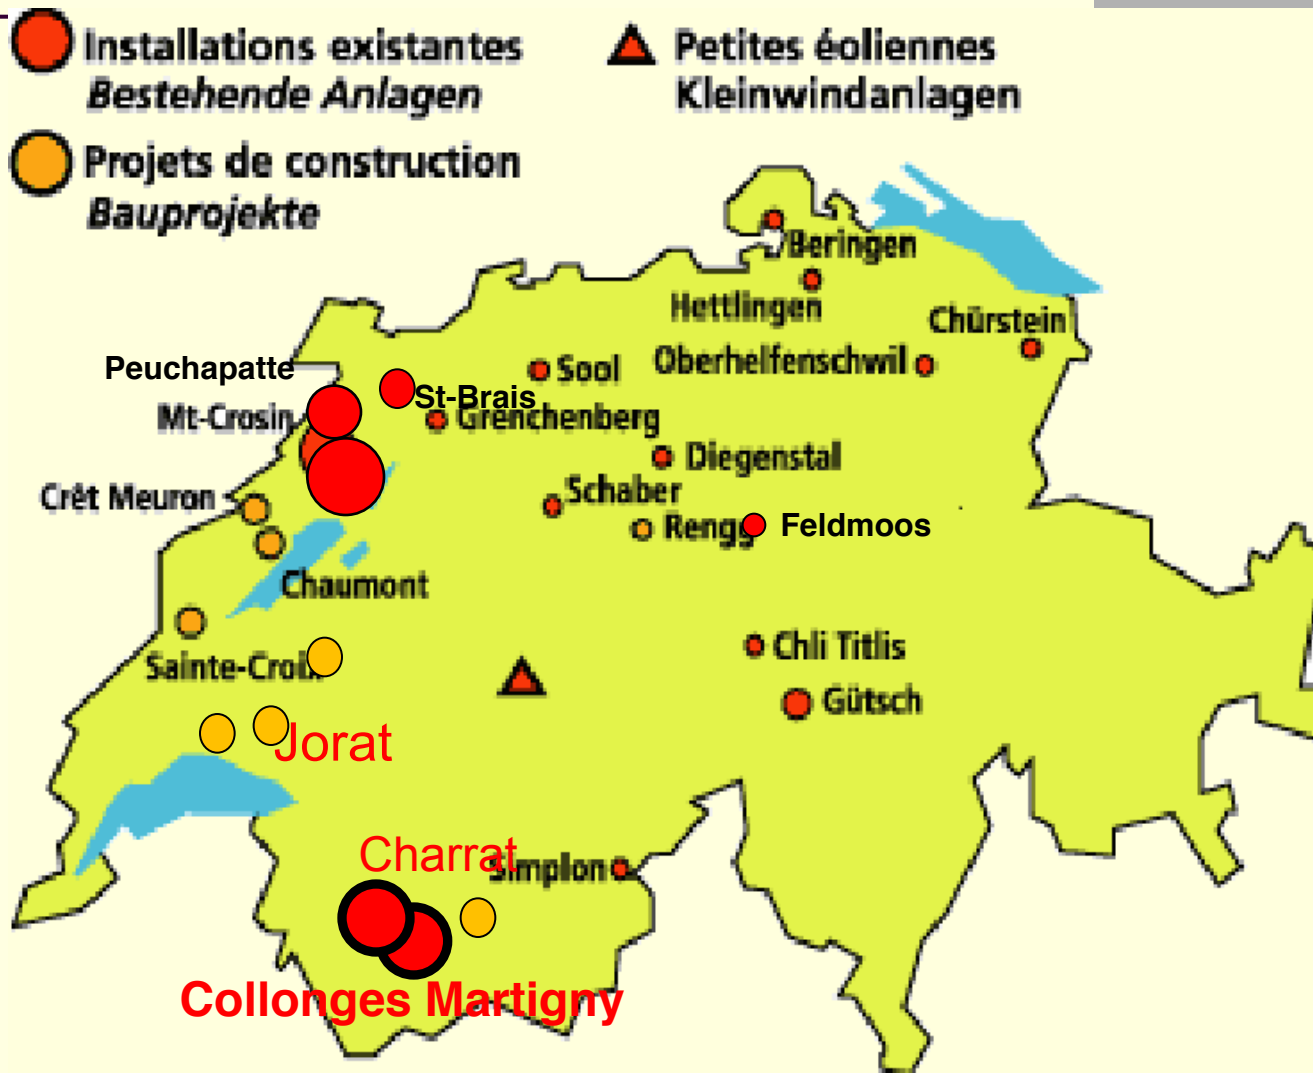 Installations existantes
Bestehende Anlagen
Petites éoliennes
Kleinwindanlagen
Projets de construction
Bauprojekte
Beringen
Hettlingen
Chürstein
Oberhelfenschwil
Peuchapatte
Sool
St-Brais
Mt-Crosin
Grenchenberg
Diegenstal
Crêt Meuron
Schaber
Rengg
Feldmoos
Chaumont
Sainte-Croix
Chli Titlis
Gütsch
Jorat
Charrat
Simplon
Collonges Martigny